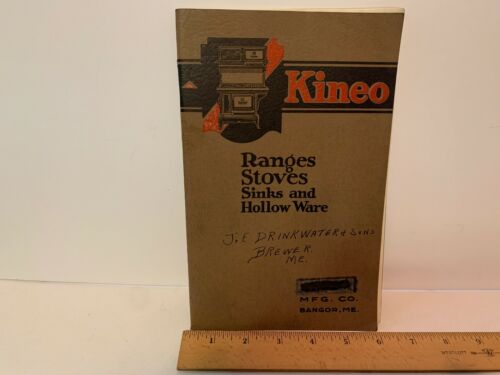 Kineo
Ranges
Stoves
Sinks and
Hollow Ware
J.E DRINKWATER & SONS
BREWER
ME.
MFG. CO.
BANGOR, ME.
1 2 3 4 5 6 7 8 9
WESTCOTT